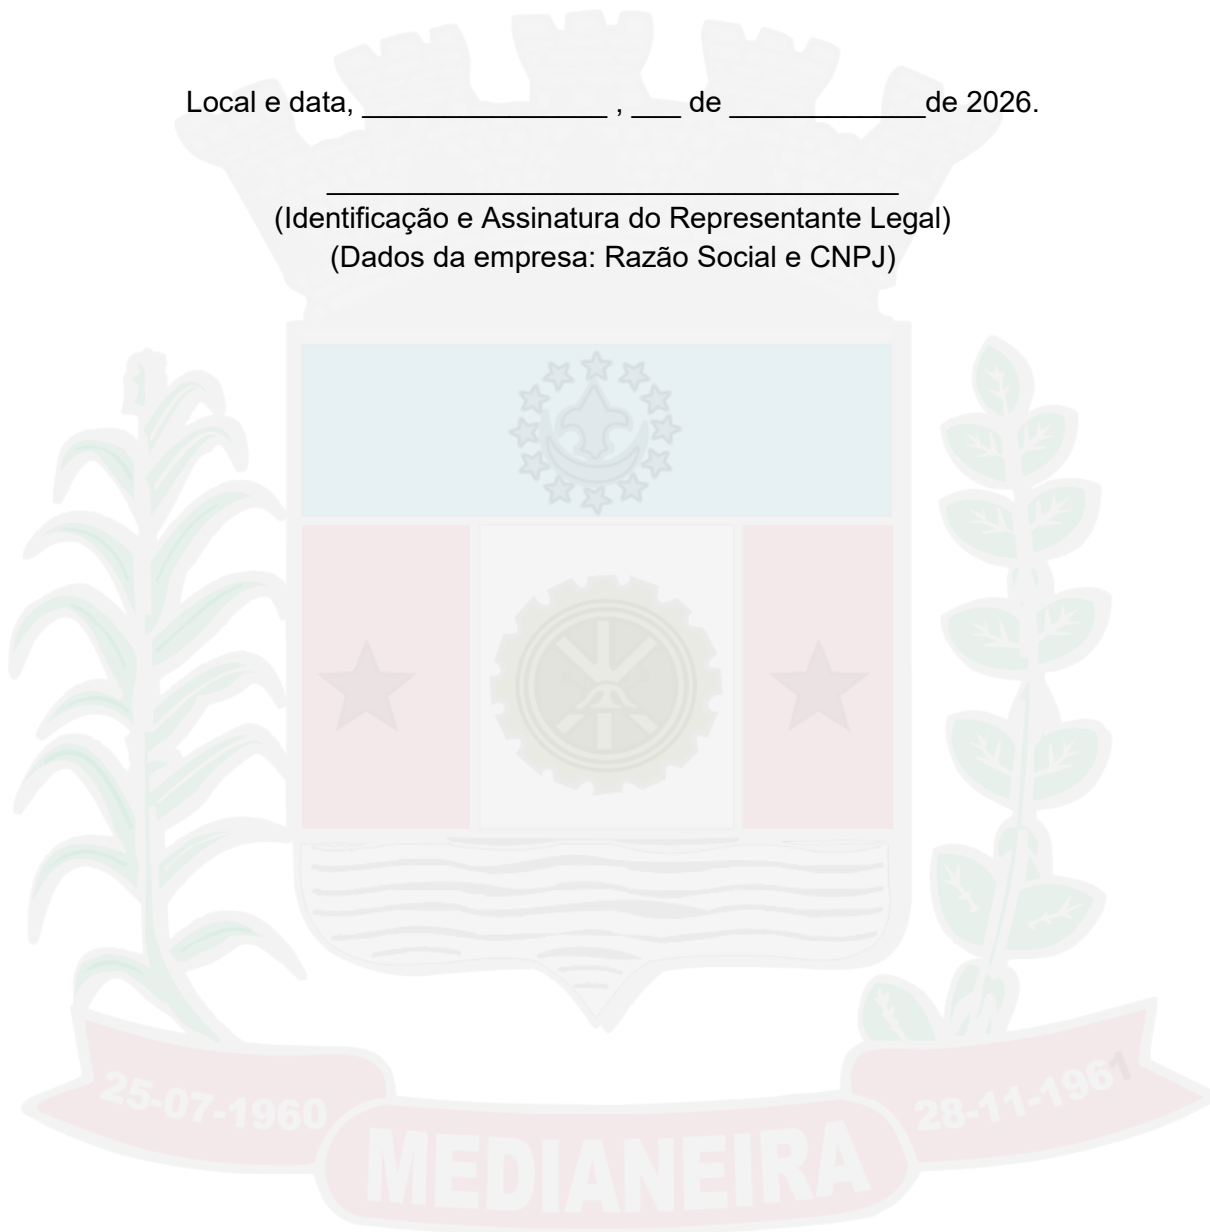 Local e data, _______________ , ___ de ____________de 2026.
___________________________________
(Identificação e Assinatura do Representante Legal)
(Dados da empresa: Razão Social e CNPJ)
25-07-1960
28-11-1961
MEDIANEIRA